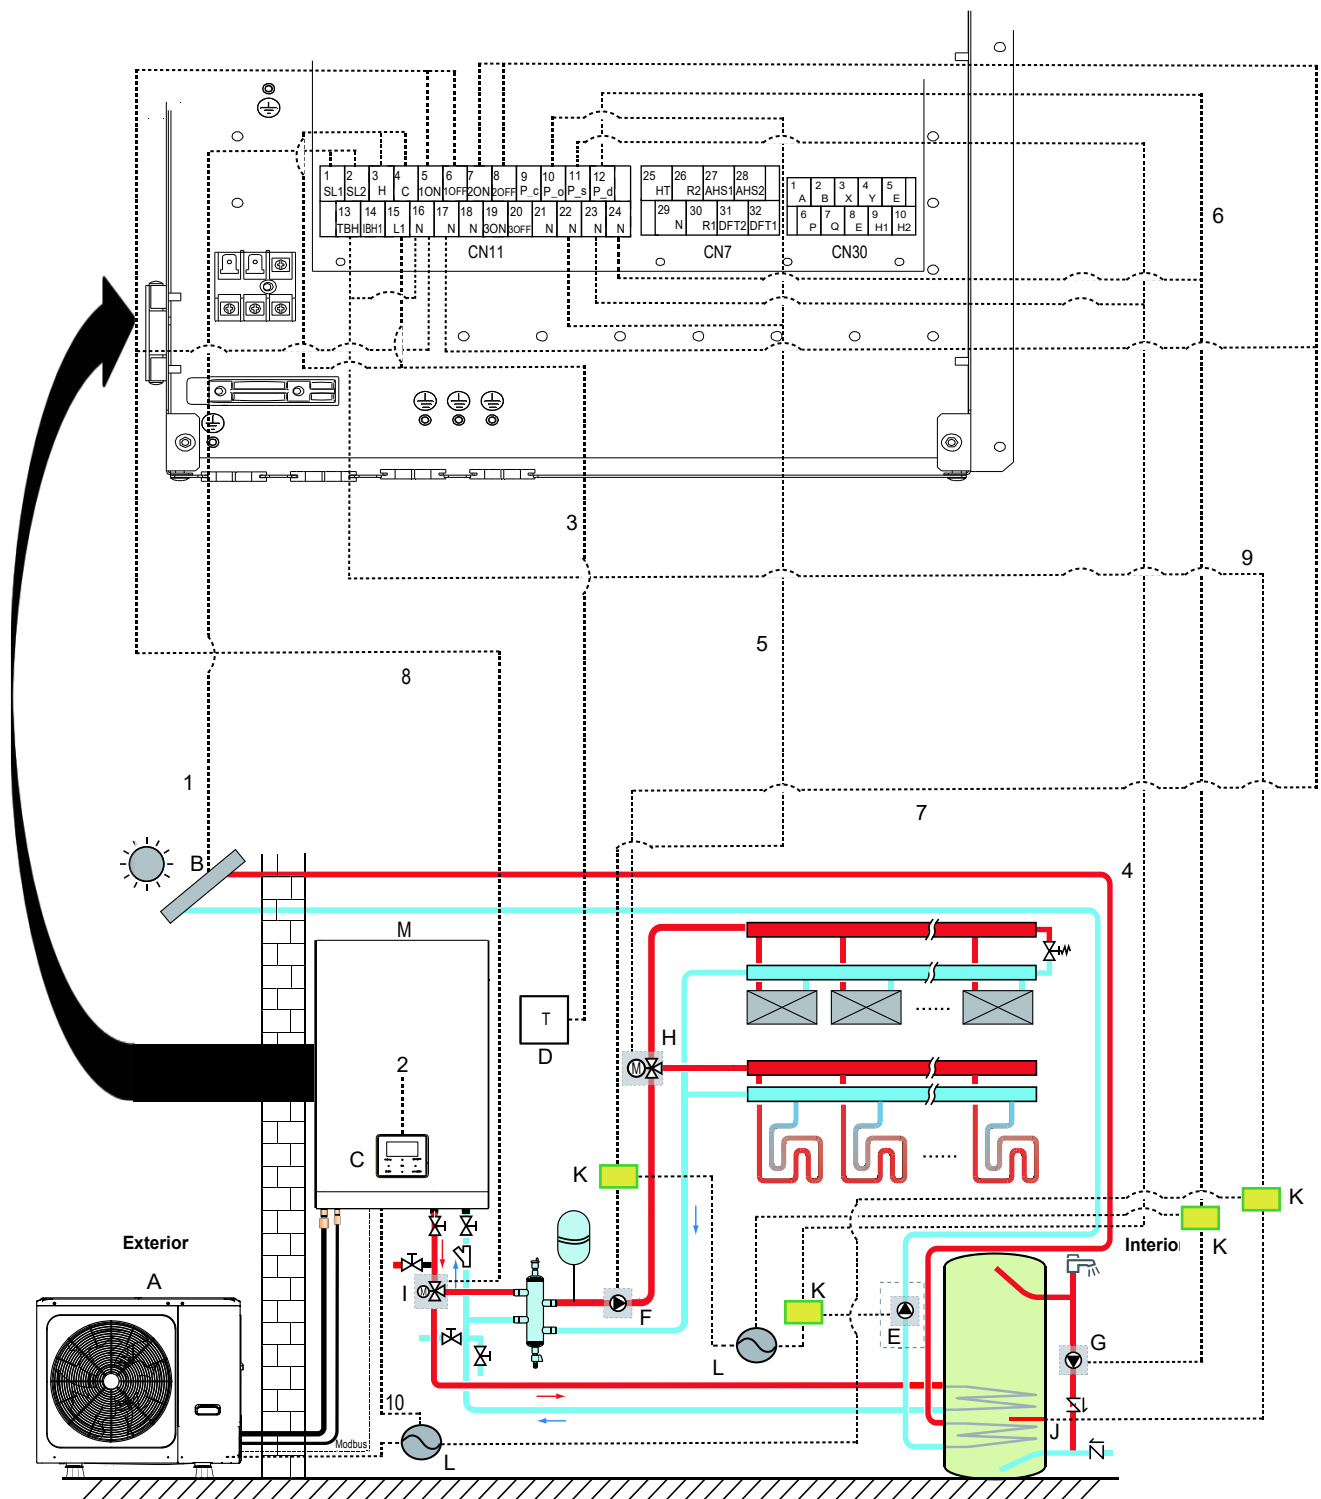 1 2 3 4 5 6 7 8 9 10 11 12
SL1 SL2 H C 1ON 1OFF 2ON 2OFF P_c P_o P_s P_d
13 14 15 16 17 18 19 20 21 22 23 24
TBH IBH1 L1 N N N 3ON 3OFF N N N N
CN11
25 26 27 28
HT R2 AHS1 AHS2
29 30 31 32
N R1 DFT2 DFT1
CN7
1 2 3 4 5
A B X Y E
6 7 8 9 10
P Q E H1 H2
CN30
6
3
9
5
8
1
7
B
4
M
T
D
H
M
2
C
K
K
K
Exterior
Interio
A
I
M
F
K
E
L
G
10
J
Modbus
L